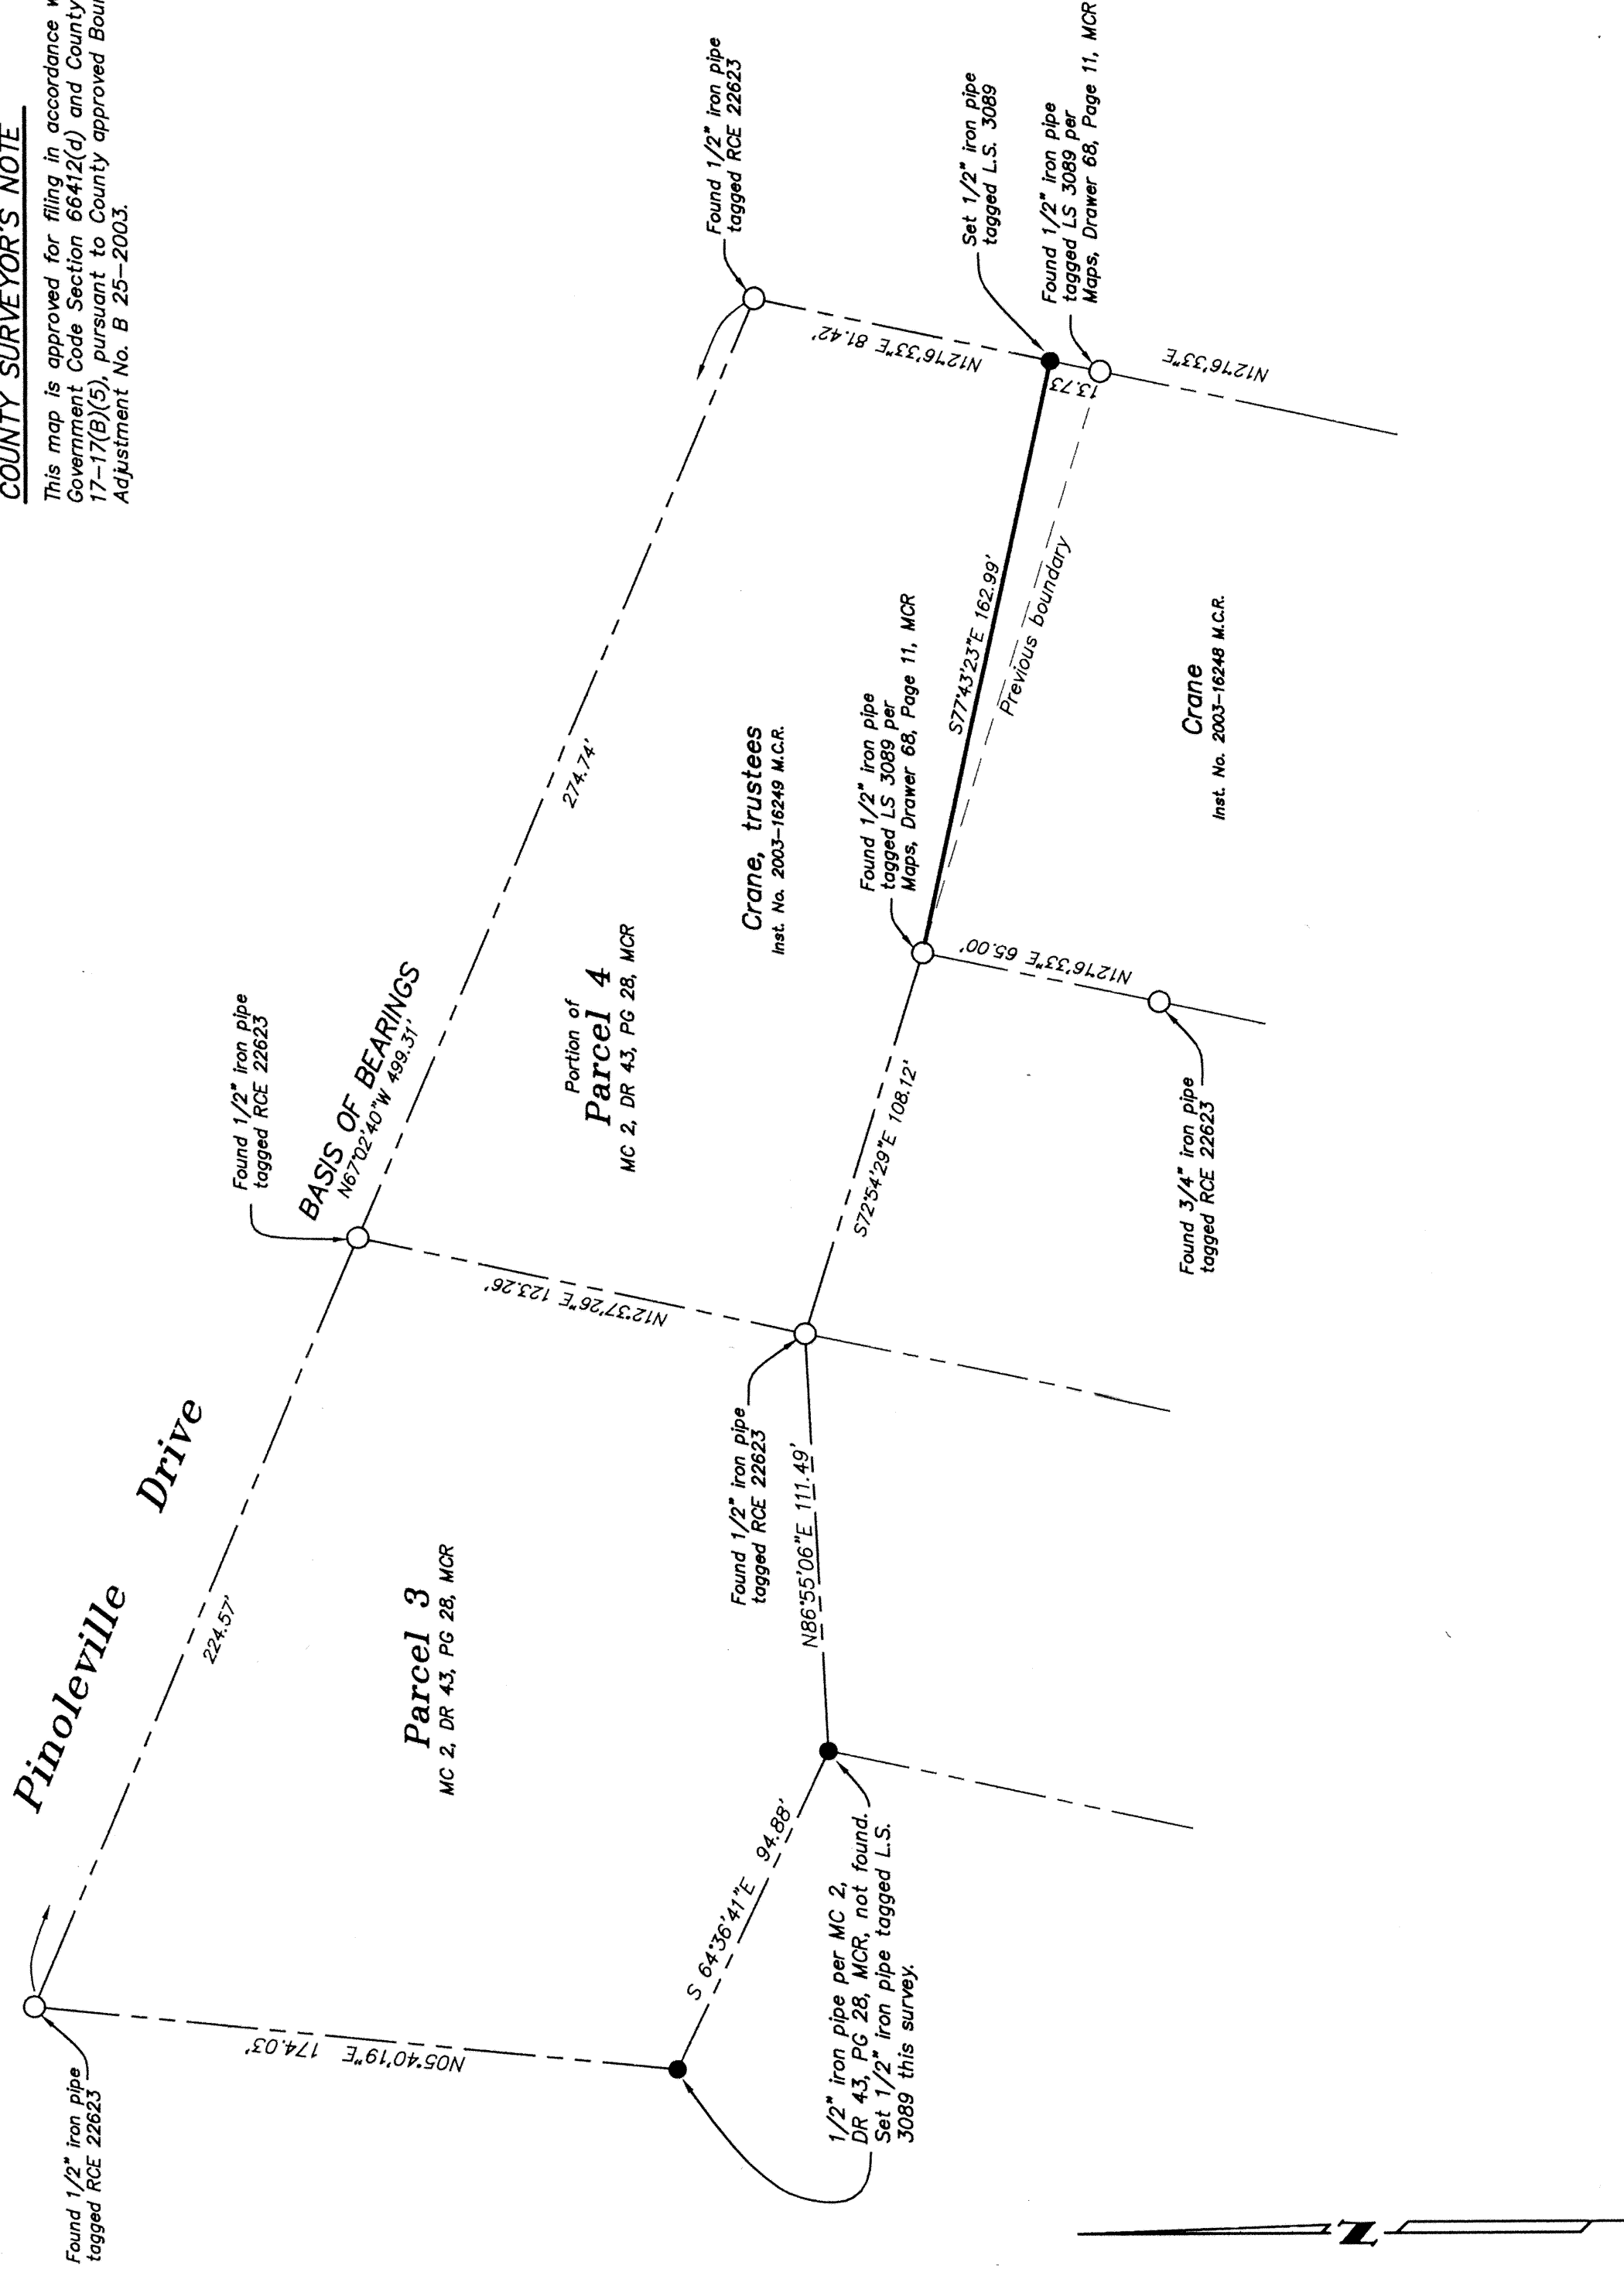 COUNTY SURVEYOR'S NOTE
This map is approved for filing in accordance
Government Code Section 66412(d) and County
17-17(B)(5), pursuant to County approved
Adjustment No. B 25-2003.
Pinoleville Drive
Found 1/2" iron pipe
tagged RCE 22623
224.57'
Found 1/2" iron pipe
tagged RCE 22623
BASIS OF BEARINGS
N67°02'40"W 499.31'
274.74'
Found 1/2" iron pipe
tagged RCE 22623
N05°40'19"E 174.03'
Parcel 3
MC 2, DR 43, PG 28, MCR
N12°37'26"E 123.26'
Portion of
Parcel 4
MC 2, DR 43, PG 28, MCR
Crane, trustees
Inst. No. 2003-16249 M.C.R.
N12°16'33"E 81.42'
Set 1/2" iron pipe
tagged L.S. 3089
Found 1/2" iron pipe
tagged LS 3089 per
Maps, Drawer 68, Page 11, MCR
13.73
N12°16'33"E
S 64°36'41"E 94.88'
1/2" iron pipe per MC 2,
DR 43, PG 28, MCR, not found.
Set 1/2" iron pipe tagged L.S.
3089 this survey.
N86°55'06"E 111.49'
Found 1/2" iron pipe
tagged RCE 22623
S72°54'29"E 108.12'
Found 1/2" iron pipe
tagged LS 3089 per
Maps, Drawer 68, Page 11, MCR
S77°43'23"E 162.99'
Previous boundary
N12°16'33"E 65.00'
Found 3/4" iron pipe
tagged RCE 22623
Crane
Inst. No. 2003-16248 M.C.R.
N